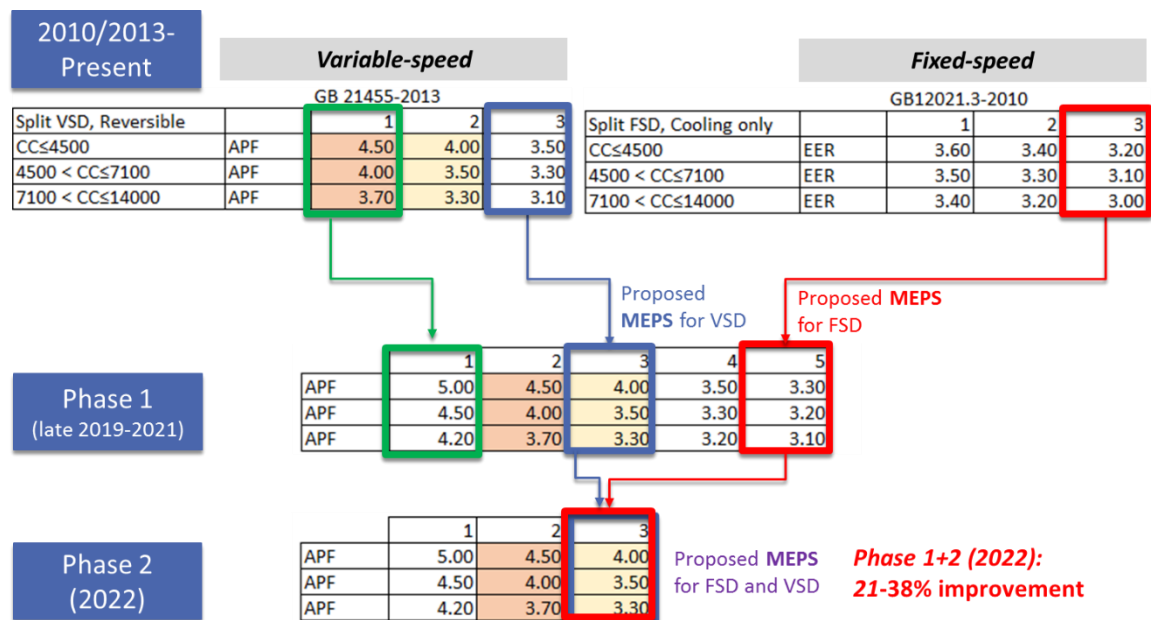 2010/2013-
Present
Variable-speed
Fixed-speed
GB 21455-2013
GB12021.3-2010
Split VSD, Reversible 1 2 3
CC≤4500 APF 4.50 4.00 3.50
4500 < CC≤7100 APF 4.00 3.50 3.30
7100 < CC≤14000 APF 3.70 3.30 3.10
Split FSD, Cooling only 1 2 3
CC≤4500 EER 3.60 3.40 3.20
4500 < CC≤7100 EER 3.50 3.30 3.10
7100 < CC≤14000 EER 3.40 3.20 3.00
Proposed
MEPS for VSD
Proposed MEPS
for FSD
Phase 1
(late 2019-2021)
1 2 3 4 5
APF 5.00 4.50 4.00 3.50 3.30
APF 4.50 4.00 3.50 3.30 3.20
APF 4.20 3.70 3.30 3.20 3.10
Phase 2
(2022)
1 2 3
APF 5.00 4.50 4.00
APF 4.50 4.00 3.50
APF 4.20 3.70 3.30
Proposed MEPS
for FSD and VSD
Phase 1+2 (2022):
21-38% improvement